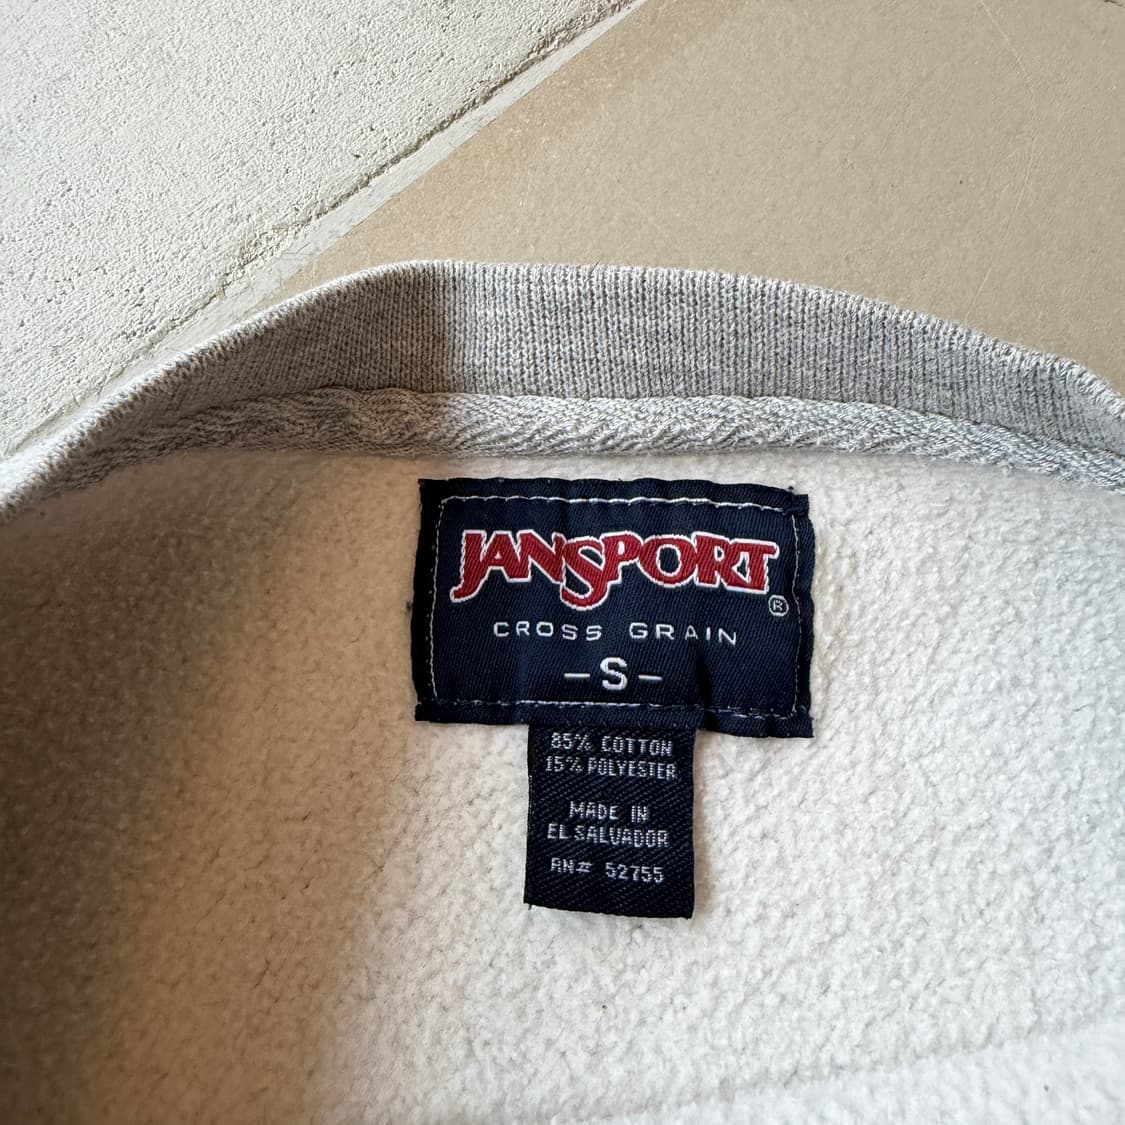 JANSPORT®
CROSS GRAIN
-S-
85% COTTON
15% POLYESTER
MADE IN
EL SALVADOR
RN# 52755